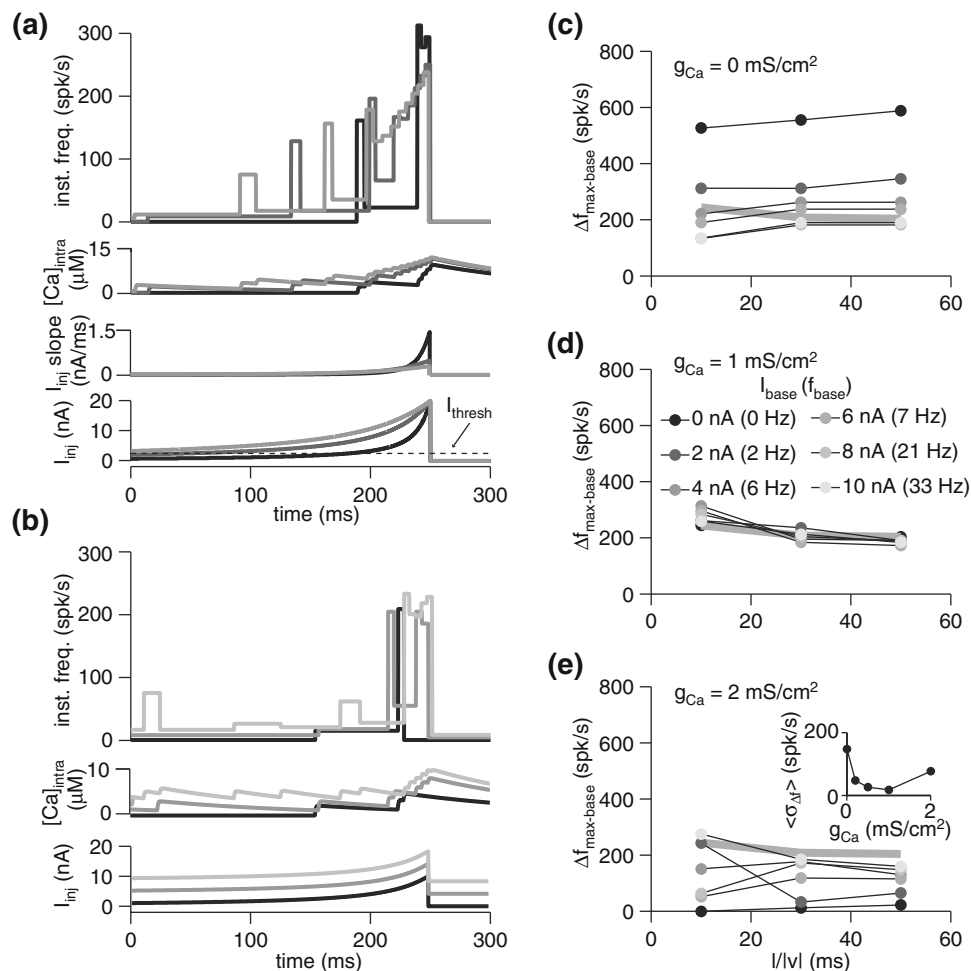 (a)
inst. freq. (spk/s)
300
200
100
0
[Ca]intra
(μM)
15
0
Iinj slope
(nA/ms)
1.5
0
Iinj (nA)
20
10
0
Ithresh
0
100
200
300
time (ms)
(b)
inst. freq. (spk/s)
300
200
100
0
[Ca]intra
(μM)
10
0
Iinj (nA)
20
10
0
0
100
200
300
time (ms)
(c)
gCa = 0 mS/cm²
Δfmax-base (spk/s)
800
600
400
200
0
0
20
40
60
(d)
gCa = 1 mS/cm²
Ibase (fbase)
0 nA (0 Hz)
2 nA (2 Hz)
4 nA (6 Hz)
6 nA (7 Hz)
8 nA (21 Hz)
10 nA (33 Hz)
Δfmax-base (spk/s)
800
600
400
200
0
0
20
40
60
(e)
gCa = 2 mS/cm²
Δfmax-base (spk/s)
800
600
400
200
0
<σΔf> (spk/s)
200
0
0
2
gCa (mS/cm²)
0
20
40
60
l/|v| (ms)